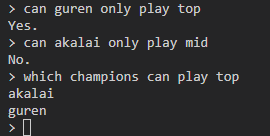 > can guren only play top
Yes.
> can akalai only play mid
No.
> which champions can play top
akalai
guren
>